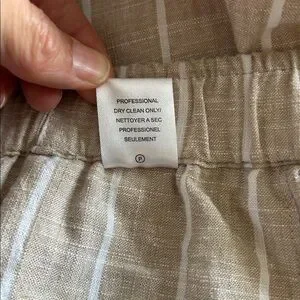 PROFESSIONAL
DRY CLEAN ONLY/
NETTOYER A SEC
PROFESSIONEL
SEULEMENT
P